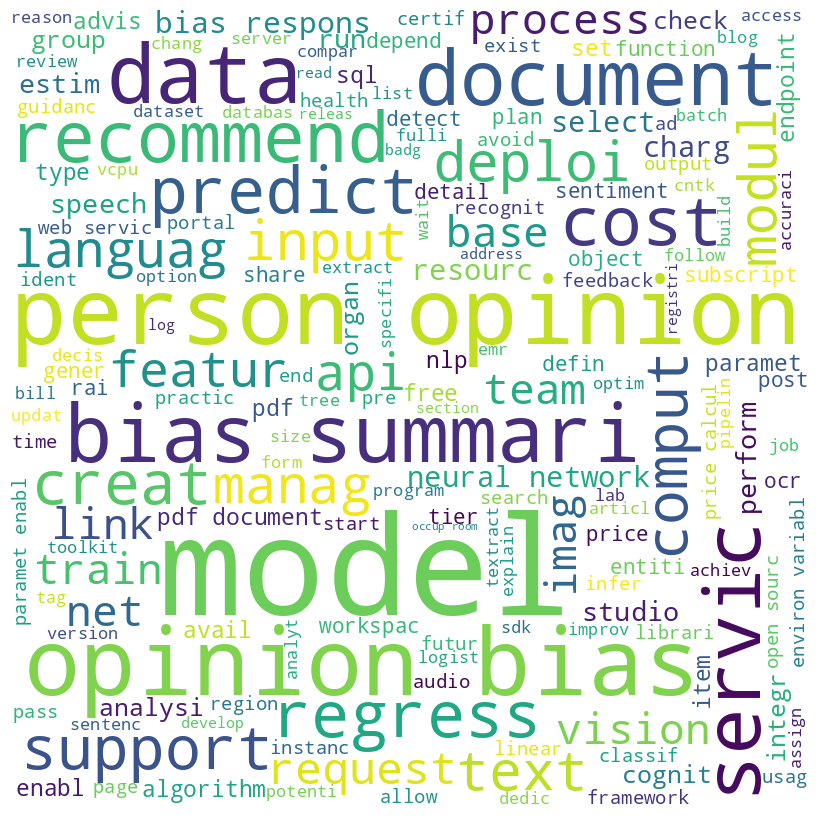 reason advis bias respons certif process check access
group chang server run depend compar exist set function blog
review estim data read sql document endpoint
guidanc dataset databas releas health list detect plan select ad batch
recommend badg fulli avoid deploi charg output modul
type vcpu predict detail sentiment cntk accuraci
speech web servic portal wait recognit base cost build
languag input address object follow
ident option share extract resourc feedback subscript
person opinion registri
log organ specifi
decis gener featur api nlp emr defin paramet
bill rai practic end tree pre free team optim comput post
updat pdf section price calcul pipelin
time bias summari size job
form
creat manag neural network search imag lab perform ocr
paramet enabl link pdf document program start tier textract explain articl price open sourc environ variabl
toolkit occup room entiti achiev
train model infer
tag net studio
version avail workspac sdk improv librari
analyt futur logist audio servic
opinion bias item integr
pass analysi region regress vision assign
sentenc develop
support instanc linear classif
enabl page algorithm potenti request text cognit usag
allow dedic framework